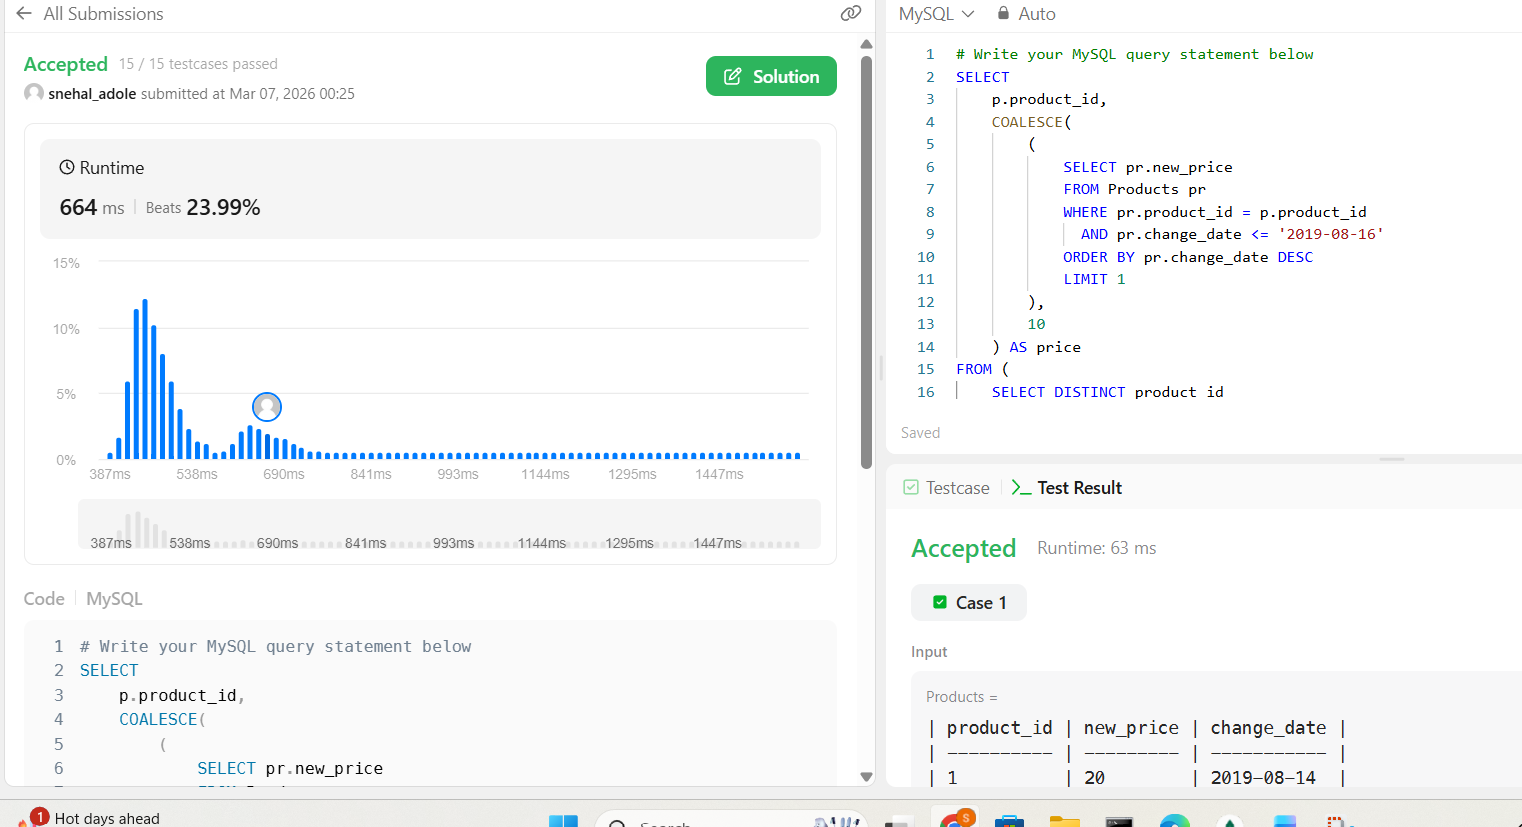 All Submissions
Accepted 15 / 15 testcases passed
snehal_adole submitted at Mar 07, 2026 00:25
Solution
Runtime
664 ms | Beats 23.99%
15%
10%
5%
0%
387ms 538ms 690ms 841ms 993ms 1144ms 1295ms 1447ms
387ms 538ms 690ms 841ms 993ms 1144ms 1295ms 1447ms
Code | MySQL
1 # Write your MySQL query statement below
2 SELECT
3 p.product_id,
4 COALESCE(
5 (
6 SELECT pr.new_price
MySQL Auto
1 # Write your MySQL query statement below
2 SELECT
3 p.product_id,
4 COALESCE(
5 (
6 SELECT pr.new_price
7 FROM Products pr
8 WHERE pr.product_id = p.product_id
9 AND pr.change_date <= '2019-08-16'
10 ORDER BY pr.change_date DESC
11 LIMIT 1
12 ),
13 10
14 ) AS price
15 FROM (
16 SELECT DISTINCT product id
Saved
Testcase | Test Result
Accepted Runtime: 63 ms
Case 1
Input
Products =
| product_id | new_price | change_date |
| ---------- | --------- | ----------- |
| 1 | 20 | 2019-08-14 |
1 Hot days ahead
Search
S